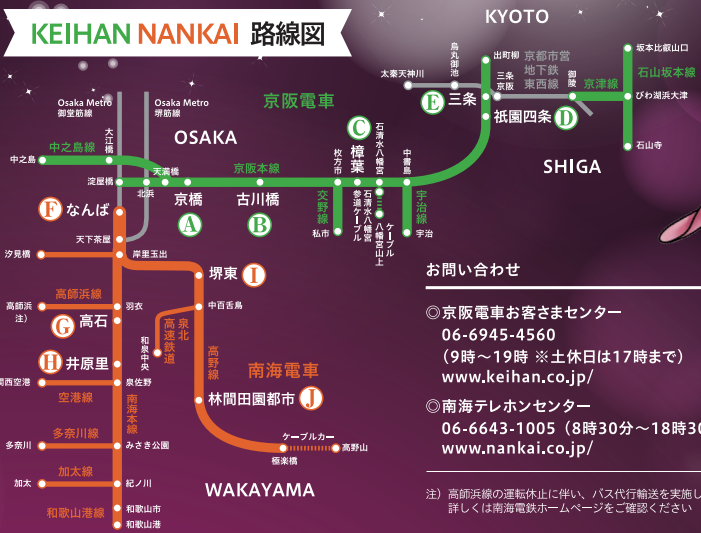 KEIHAN NANKAI 路線図
KYOTO
Osaka Metro
御堂筋線
Osaka Metro
堺筋線
京阪電車
OSAKA
太秦天神川
烏丸御池
出町柳
三条
京阪
京都市営
地下鉄
東西線
御陵
京津線
坂本比叡山口
石山坂本線
びわ湖浜大津
石山寺
E 三条
祇園四条 D
SHIGA
中之島線
中之島
大江橋
淀屋橋
北浜
天満橋
京橋
A
京阪本線
古川橋
B
枚方市
交野線
私市
C
樟葉
石清水八幡宮
石清水八幡宮
参道ケーブル
ケーブル
八幡宮山上
中書島
宇治線
宇治
F なんば
天下茶屋
汐見橋
岸里玉出
高師浜線
高師浜
注)
羽衣
G 高石
H 井原里
関西空港
泉佐野
空港線
南海本線
多奈川線
多奈川
みさき公園
加太線
加太
紀ノ川
和歌山港線
和歌山市
和歌山港
堺東 I
中百舌鳥
泉北
高速鉄道
和泉中央
高野線
南海電車
林間田園都市 J
ケーブルカー
極楽橋
高野山
WAKAYAMA
お問い合わせ
◎京阪電車お客さまセンター
06-6945-4560
(9時~19時 ※土休日は17時まで)
www.keihan.co.jp/
◎南海テレホンセンター
06-6643-1005(8時30分~18時30
www.nankai.co.jp/
注) 高師浜線の運転休止に伴い、バス代行輸送を実施し
詳しくは南海電鉄ホームページをご確認ください